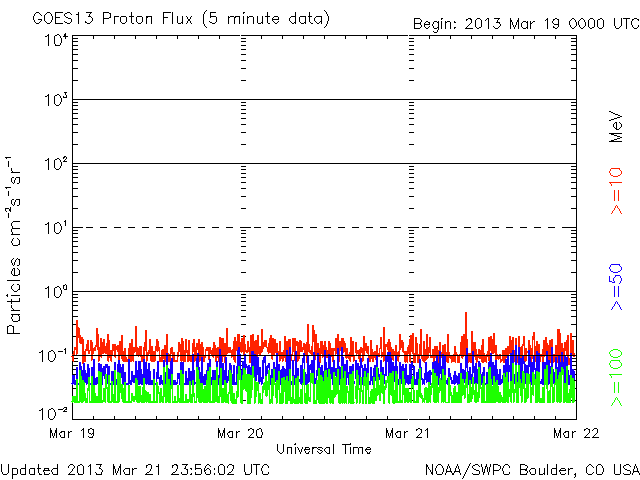 GOES13 Proton Flux (5 minute data)
Begin: 2013 Mar 19 0000 UTC
10⁴
10³
10²
10¹
10⁰
10⁻¹
10⁻²
Particles cm⁻²s⁻¹sr⁻¹
MeV
>=10
>=50
>=100
Mar 19
Mar 20
Mar 21
Mar 22
Universal Time
Updated 2013 Mar 21 23:56:02 UTC
NOAA/SWPC Boulder, CO USA